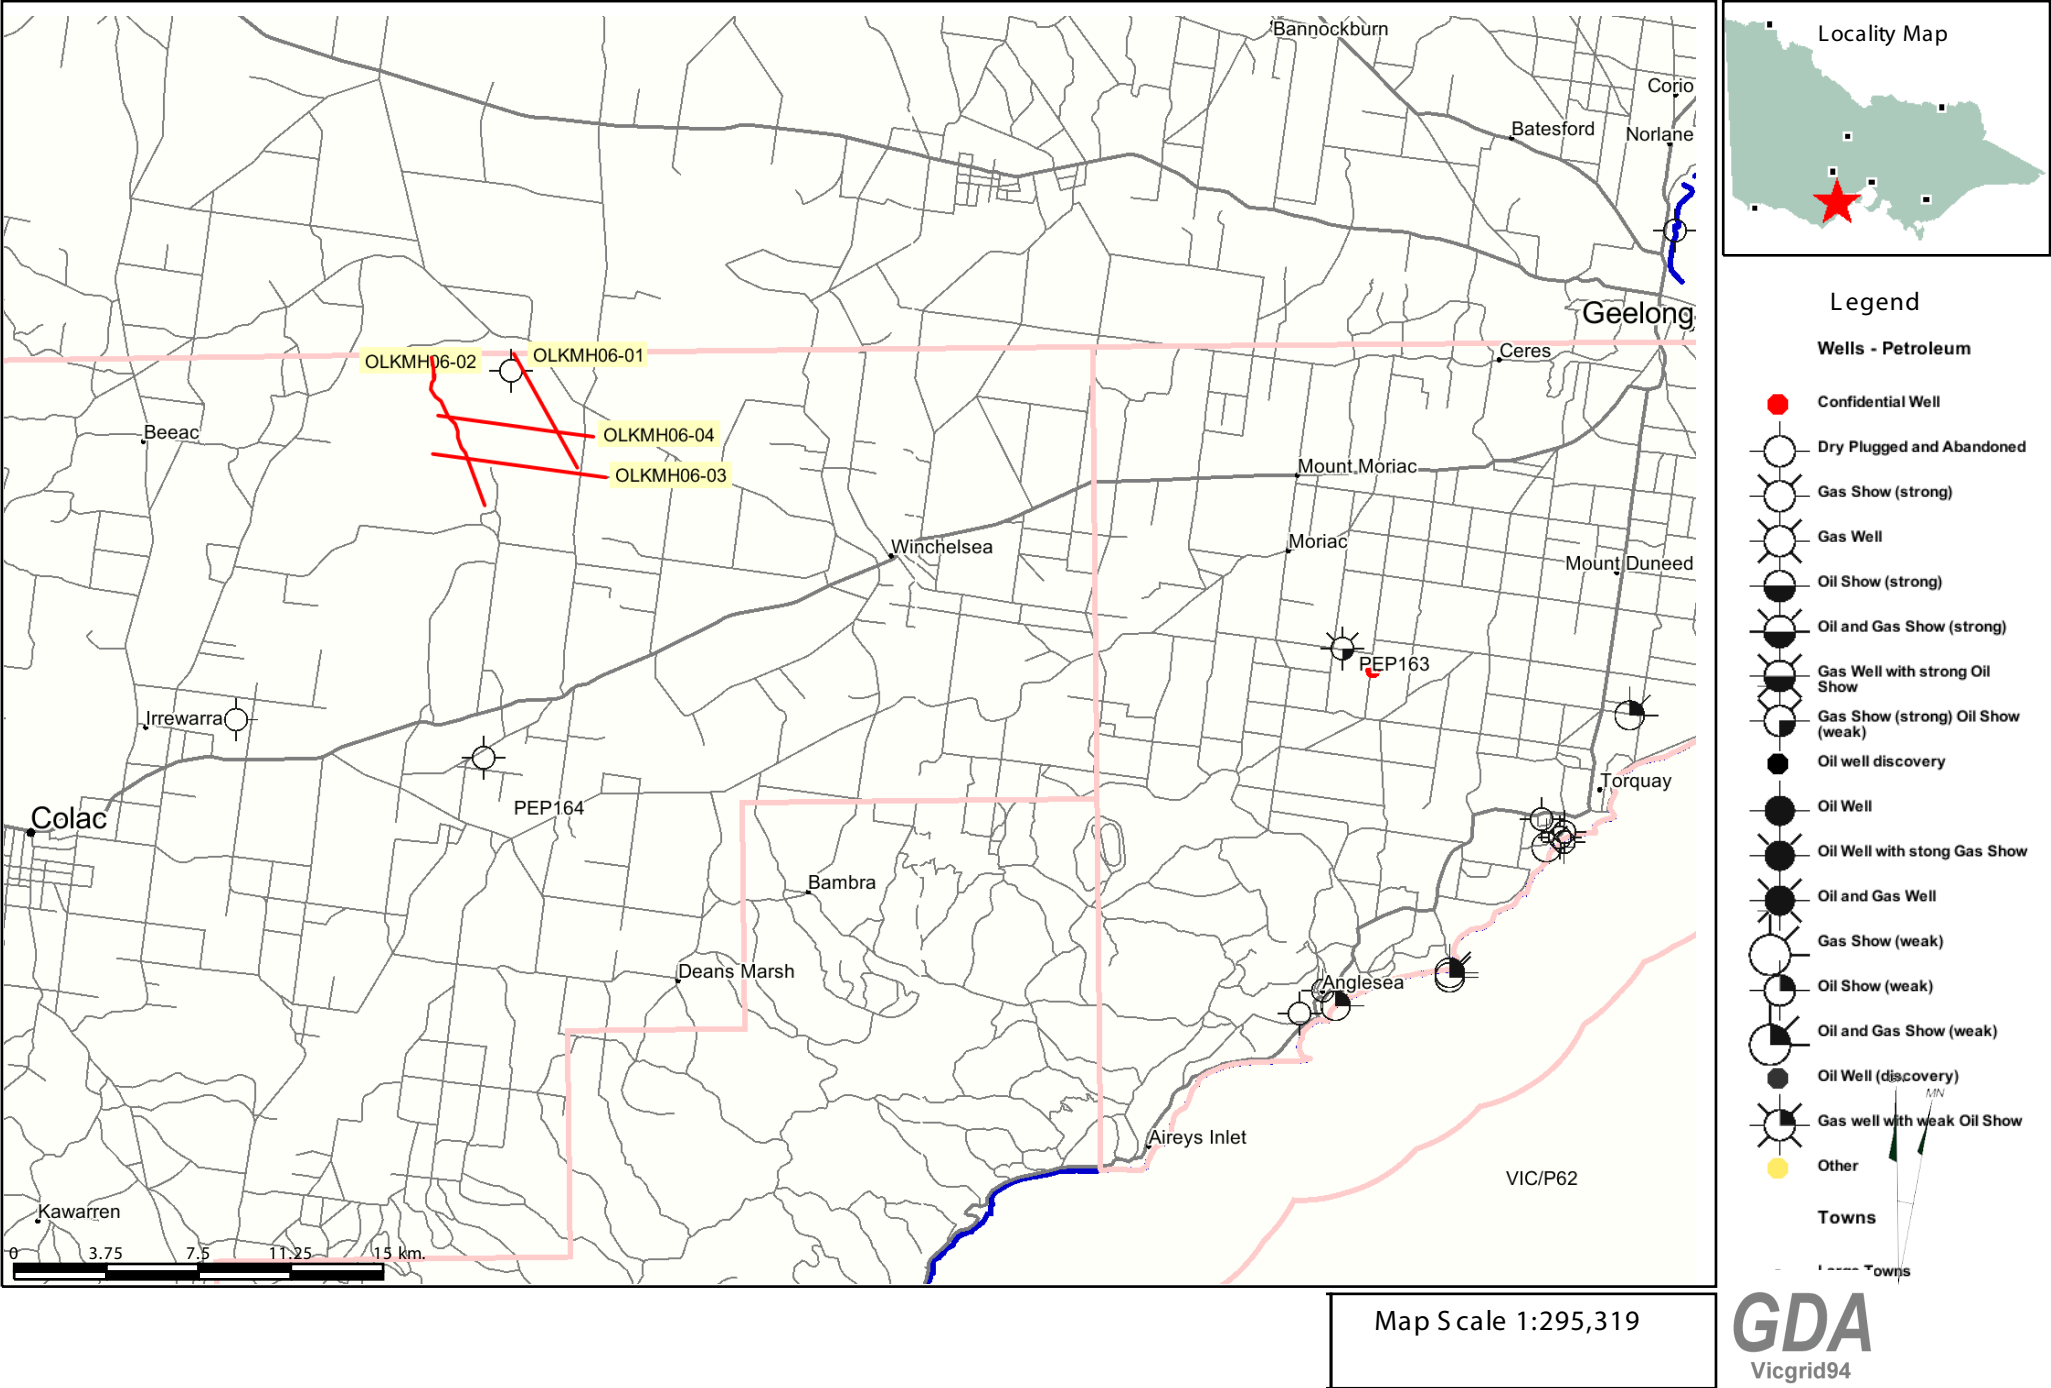 Bannockburn
Corio
Batesford
Norlane
Geelong
Ceres
OLKMH06-02
OLKMH06-01
Beeac
OLKMH06-04
OLKMH06-03
Mount Moriac
Winchelsea
Moriac
Mount Duneed
PEP163
Irrewarra
Torquay
PEP164
Colac
Bambra
Deans Marsh
Anglesea
Aireys Inlet
VIC/P62
Kawarren
0 3.75 7.5 11.25 15 km.
Map Scale 1:295,319
Locality Map
Legend
Wells - Petroleum
Confidential Well
Dry Plugged and Abandoned
Gas Show (strong)
Gas Well
Oil Show (strong)
Oil and Gas Show (strong)
Gas Well with strong Oil
Show
Gas Show (strong) Oil Show
(weak)
Oil well discovery
Oil Well
Oil Well with stong Gas Show
Oil and Gas Well
Gas Show (weak)
Oil Show (weak)
Oil and Gas Show (weak)
Oil Well (discovery)
MN
Gas well with weak Oil Show
Other
Towns
Large Towns
GDA
Vicgrid94